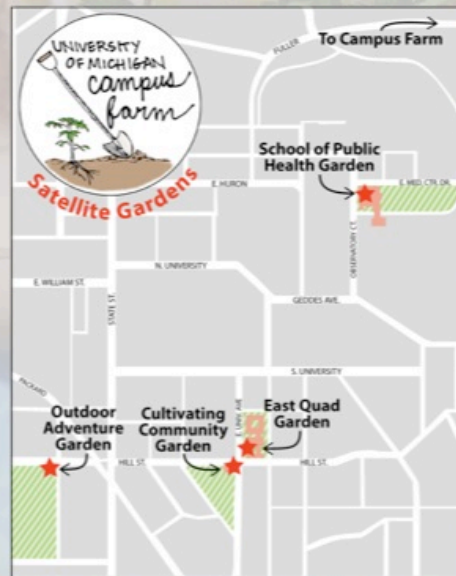 UNIVERSITY
OF MICHIGAN
campus
farm
Satellite Gardens
To Campus Farm
FULLER
School of Public
Health Garden
E. HURON
E. MED. CTR. DR.
OBSERVATORY CT.
N. UNIVERSITY
E. WILLIAM ST.
STATE ST.
GEDDES AVE.
S. UNIVERSITY
PACKARD
Outdoor
Adventure
Garden
Cultivating
Community
Garden
E. UNIV. AVE
East Quad
Garden
HILL ST.
HILL ST.